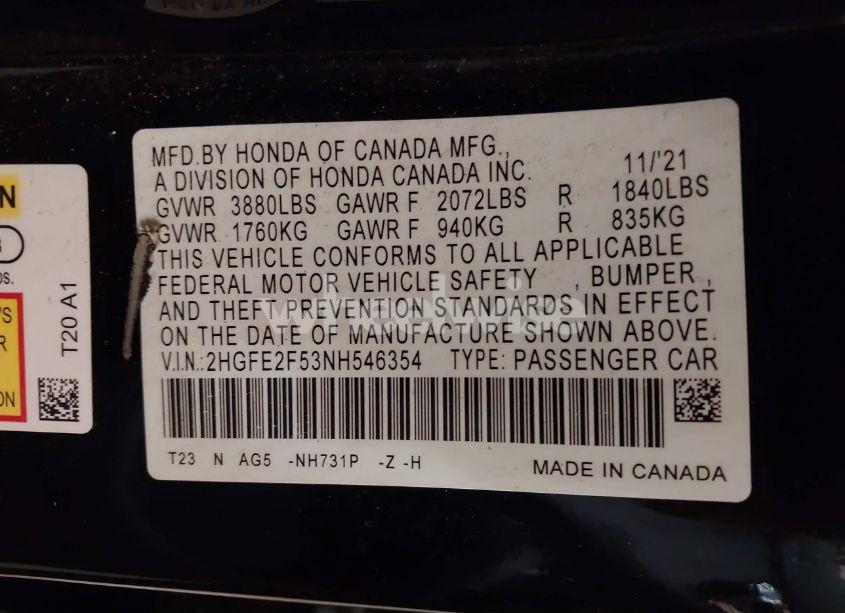 MFD.BY HONDA OF CANADA MFG.,
A DIVISION OF HONDA CANADA INC. 11/'21
GVWR 3880LBS GAWR F 2072LBS R 1840LBS
GVWR 1760KG GAWR F 940KG R 835KG
THIS VEHICLE CONFORMS TO ALL APPLICABLE
FEDERAL MOTOR VEHICLE SAFETY , BUMPER ,
AND THEFT PREVENTION STANDARDS IN EFFECT
ON THE DATE OF MANUFACTURE SHOWN ABOVE.
V.I.N.:2HGFE2F53NH546354 TYPE: PASSENGER CAR
T23 N AG5 -NH731P -Z -H
MADE IN CANADA
N
OS.
'S
R
ON
T20 A1